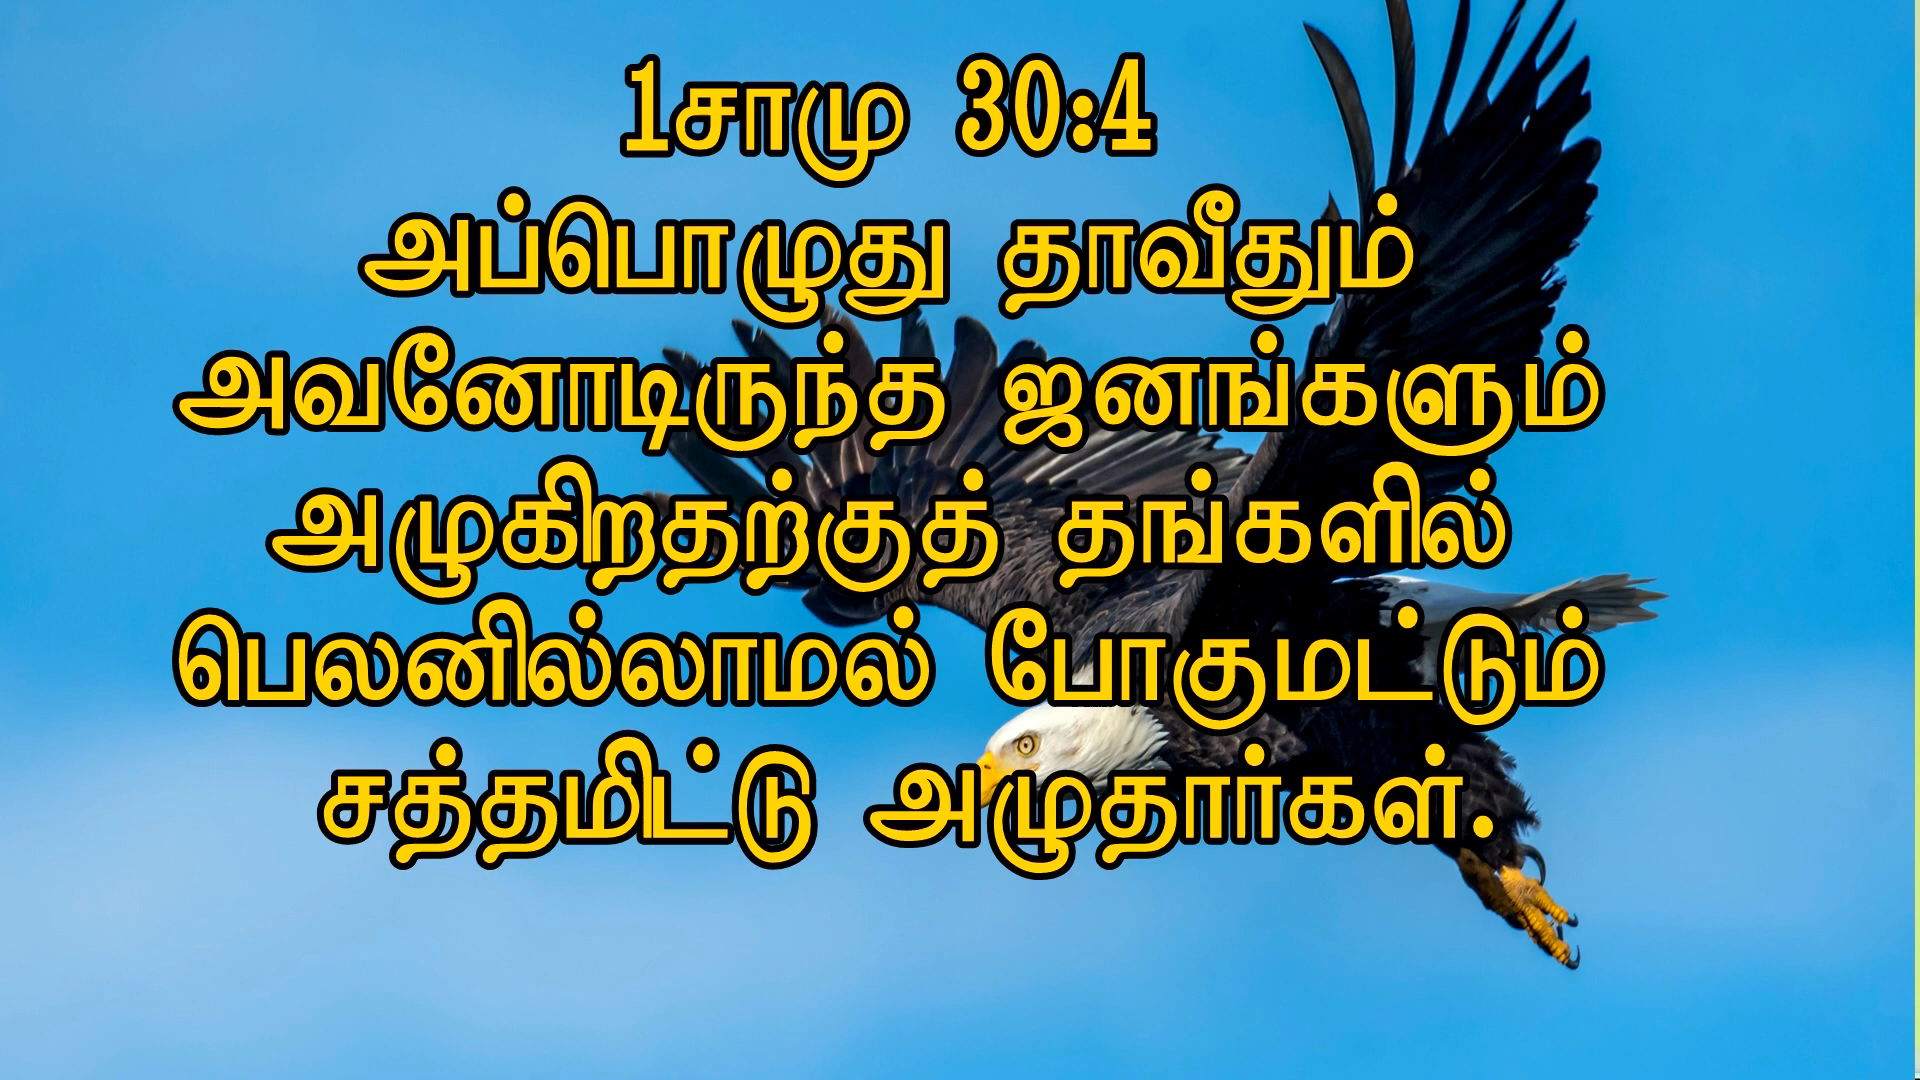 1சாமு 30:4
அப்பொழுது தாவீதும்
அவனோடிருந்த ஜனங்களும்
அழுகிறதற்குத் தங்களில்
பெலனில்லாமல் போகுமட்டும்
சத்தமிட்டு அழுதார்கள்.